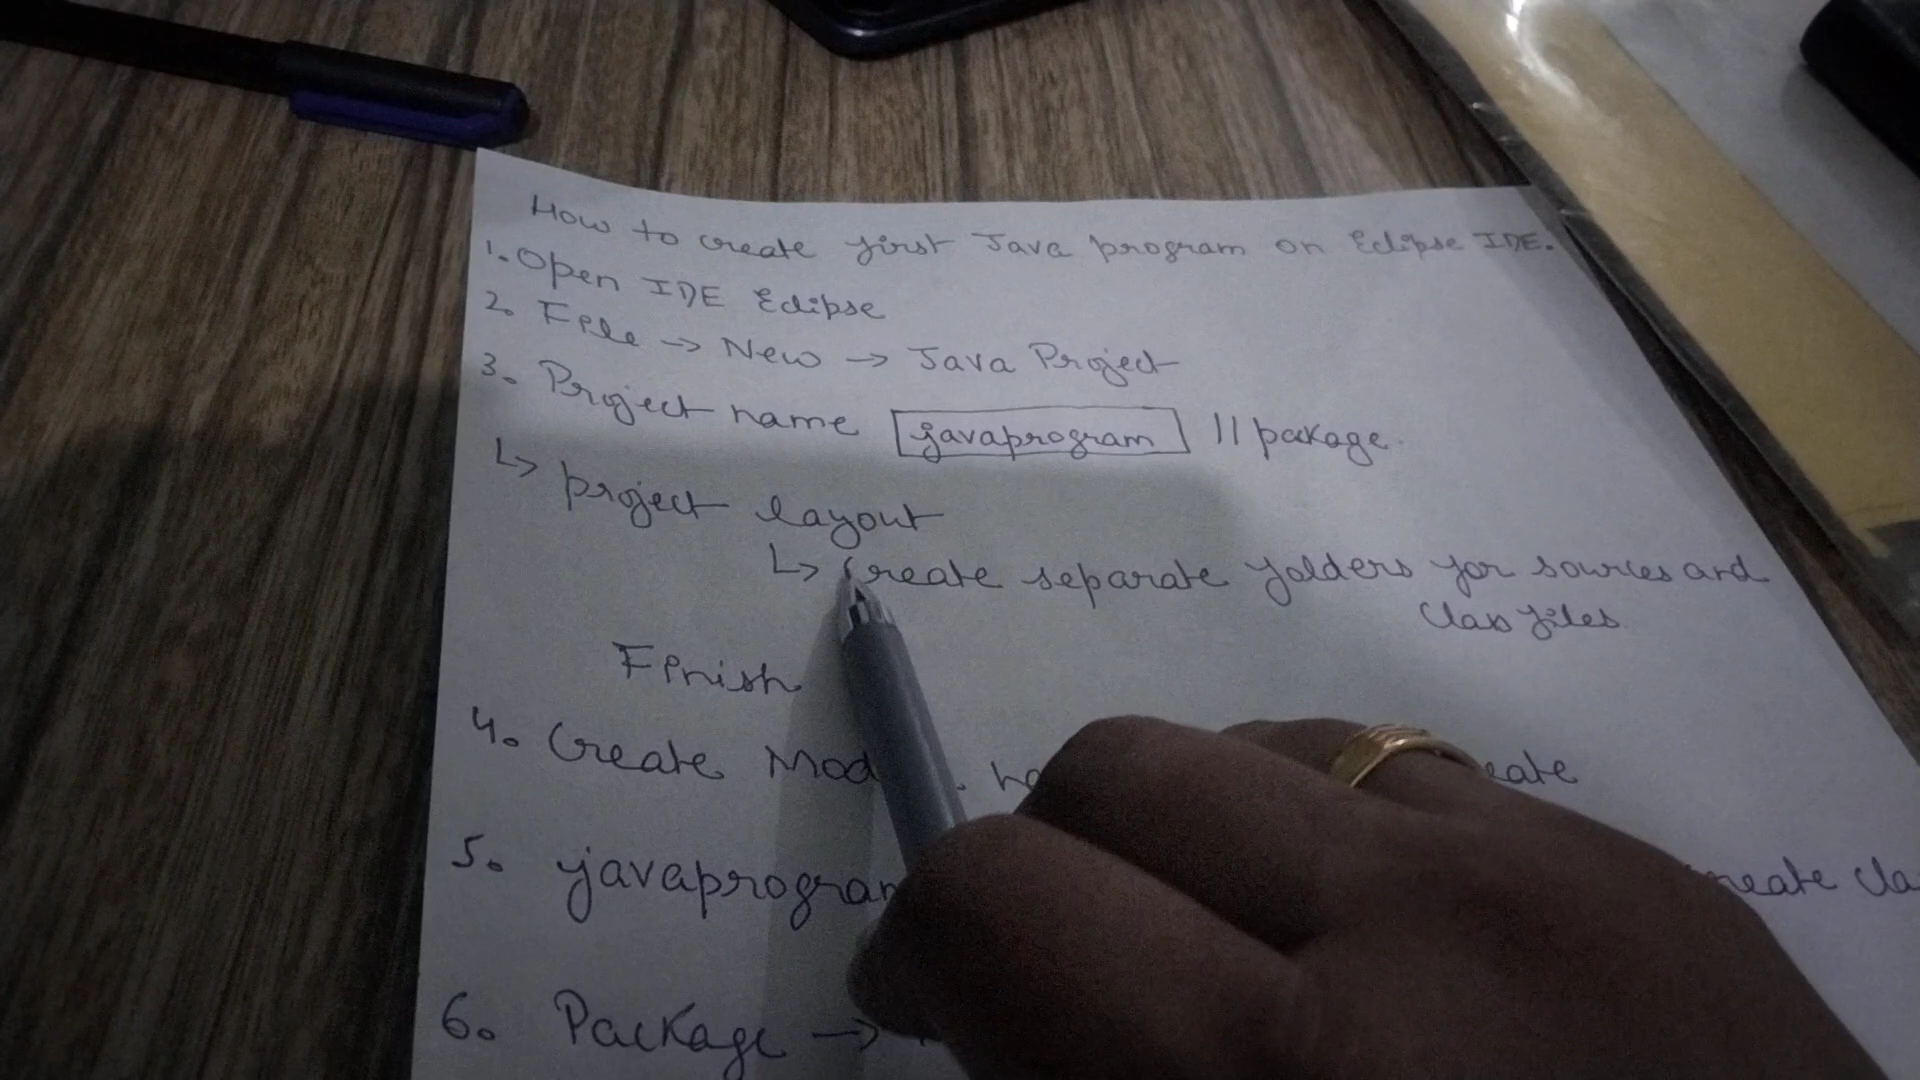 How to create first Java program on Eclipse IDE.
1. Open IDE Eclipse
2. File → New → Java Project
3. Project name javaprogram // package
↳ project layout
↳ Create separate folders for sources and
class files
Finish
4. Create
5. javaprogram create
6. Package →